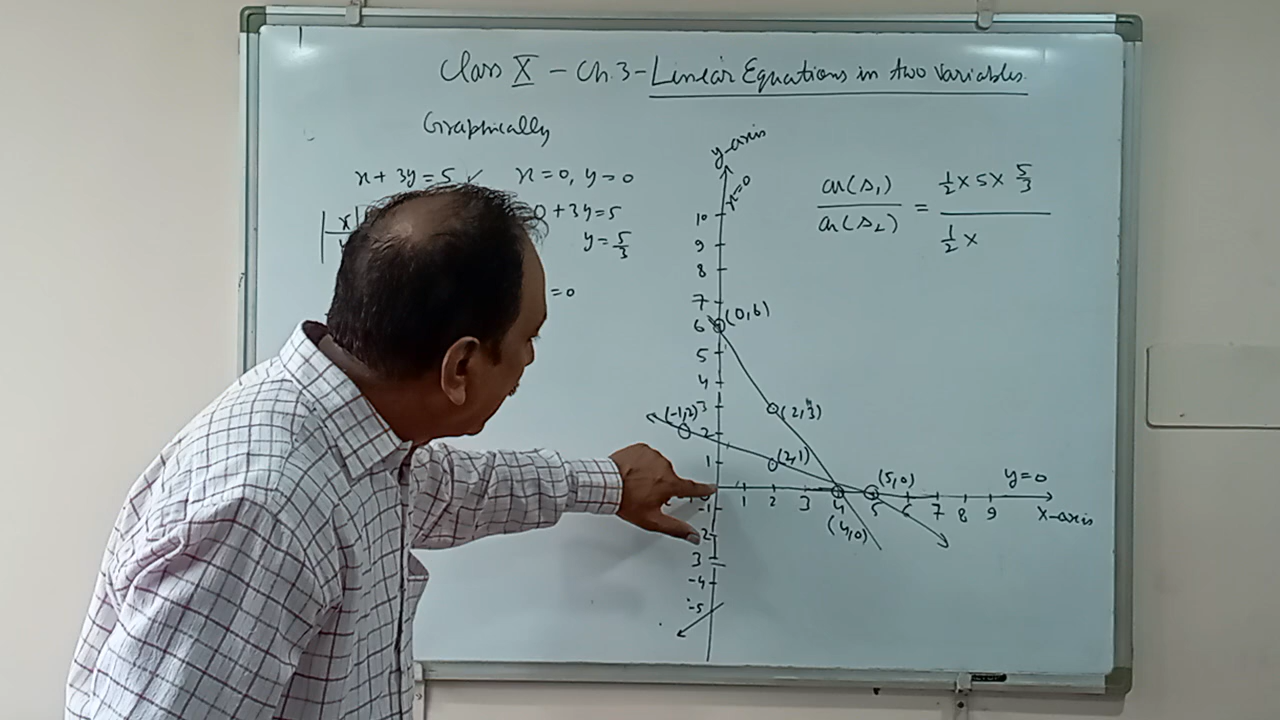 Class X - Ch.3 - Linear Equations in two variables.
Graphically
x + 3y = 5 ✓ x = 0, y = 0
x
0 + 3y = 5
y = 5/3
= 0
ar(Δ₁)/ar(Δ₂) = (1/2 x 5 x 5/3)/(1/2 x
y-axis
x=0
10
9
8
7
6 (0,6)
5
4
3 (2,3)
(-1,2) 2
1 (2,1)
(5,0) y=0
1 2 3 4 5 6 7 8 9 X-axis
(4,0)
-1
-2
3
-4
-5